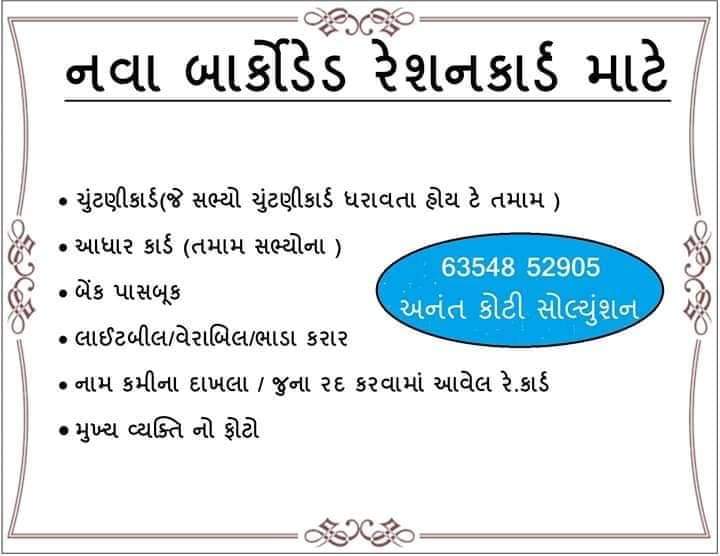 નવા બાર્કોડેડ રેશનકાર્ડ માટે
• ચુંટણીકાર્ડ(જે સભ્યો ચુંટણીકાર્ડ ધરાવતા હોય ટે તમામ )
• આધાર કાર્ડ (તમામ સભ્યોના )
• બેંક પાસબૂક
• લાઈટબીલ/વેરાબિલ/ભાડા કરાર
• નામ કમીના દાખલા / જુના રદ કરવામાં આવેલ રે.કાર્ડ
• મુખ્ય વ્યક્તિ નો ફોટો
63548 52905
અનંત કોટી સોલ્યુંશન